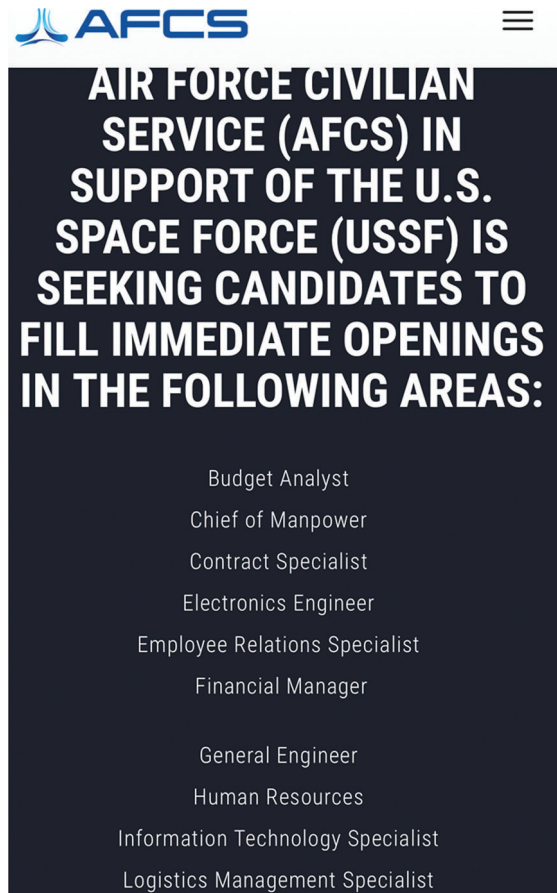 AFCS
AIR FORCE CIVILIAN
SERVICE (AFCS) IN
SUPPORT OF THE U.S.
SPACE FORCE (USSF) IS
SEEKING CANDIDATES TO
FILL IMMEDIATE OPENINGS
IN THE FOLLOWING AREAS:
Budget Analyst
Chief of Manpower
Contract Specialist
Electronics Engineer
Employee Relations Specialist
Financial Manager
General Engineer
Human Resources
Information Technology Specialist
Logistics Management Specialist